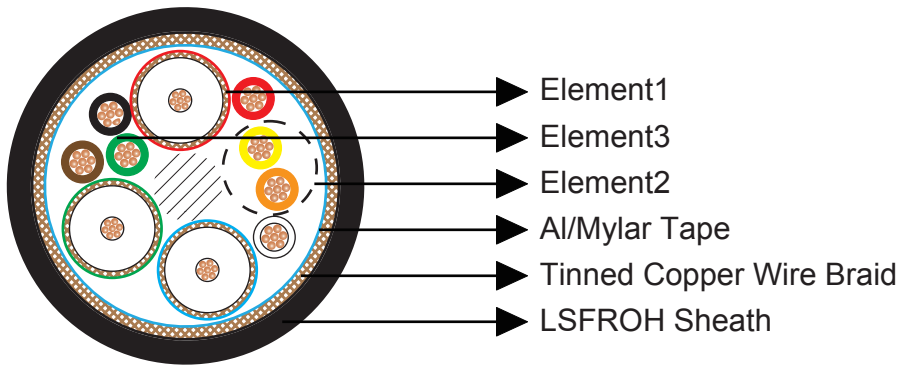 Element1
Element3
Element2
Al/Mylar Tape
Tinned Copper Wire Braid
LSFROH Sheath